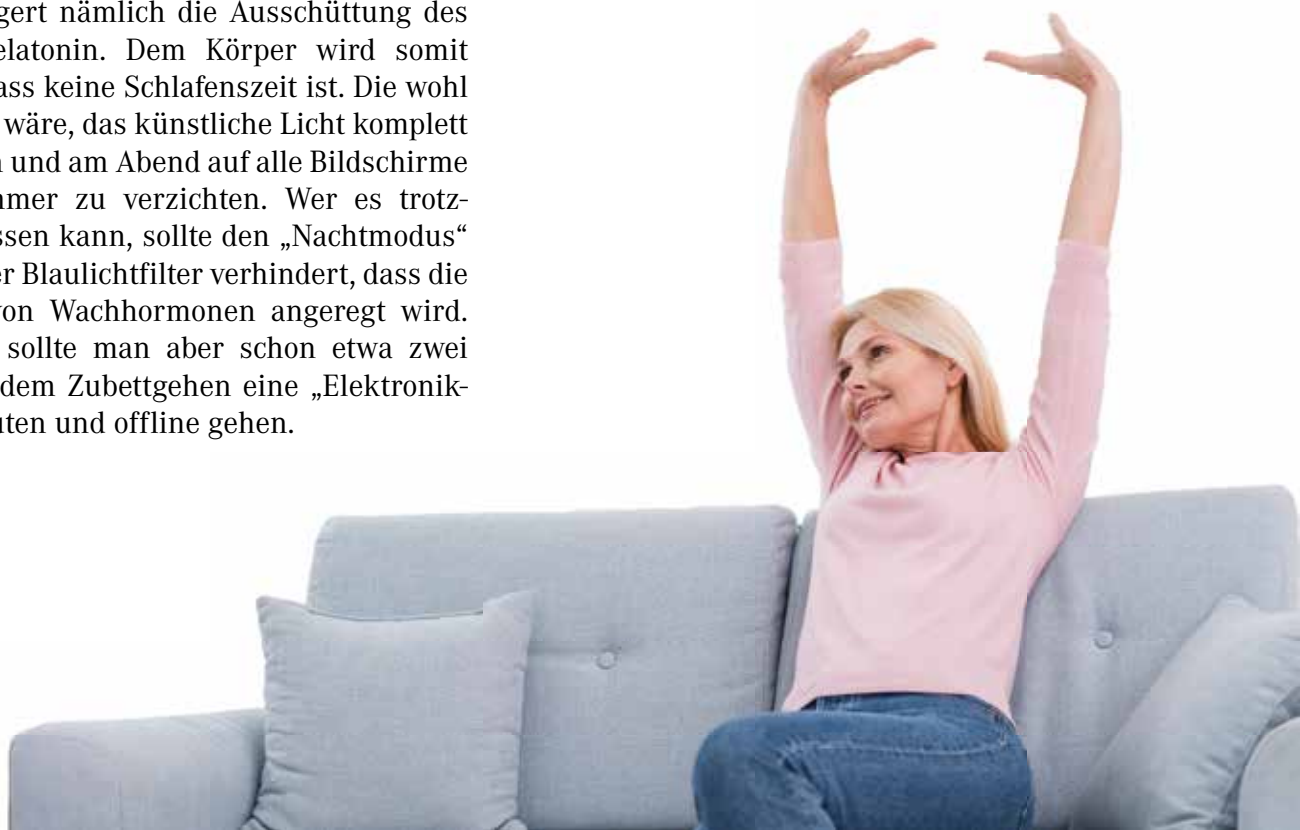 gert nämlich die Ausschüttung des
elatonin. Dem Körper wird somit
ass keine Schlafenszeit ist. Die wohl
wäre, das künstliche Licht komplett
n und am Abend auf alle Bildschirme
mmer zu verzichten. Wer es trotz-
ssen kann, sollte den „Nachtmodus“
er Blaulichtfilter verhindert, dass die
von Wachhormonen angeregt wird.
sollte man aber schon etwa zwei
dem Zubettgehen eine „Elektronik-
uten und offline gehen.